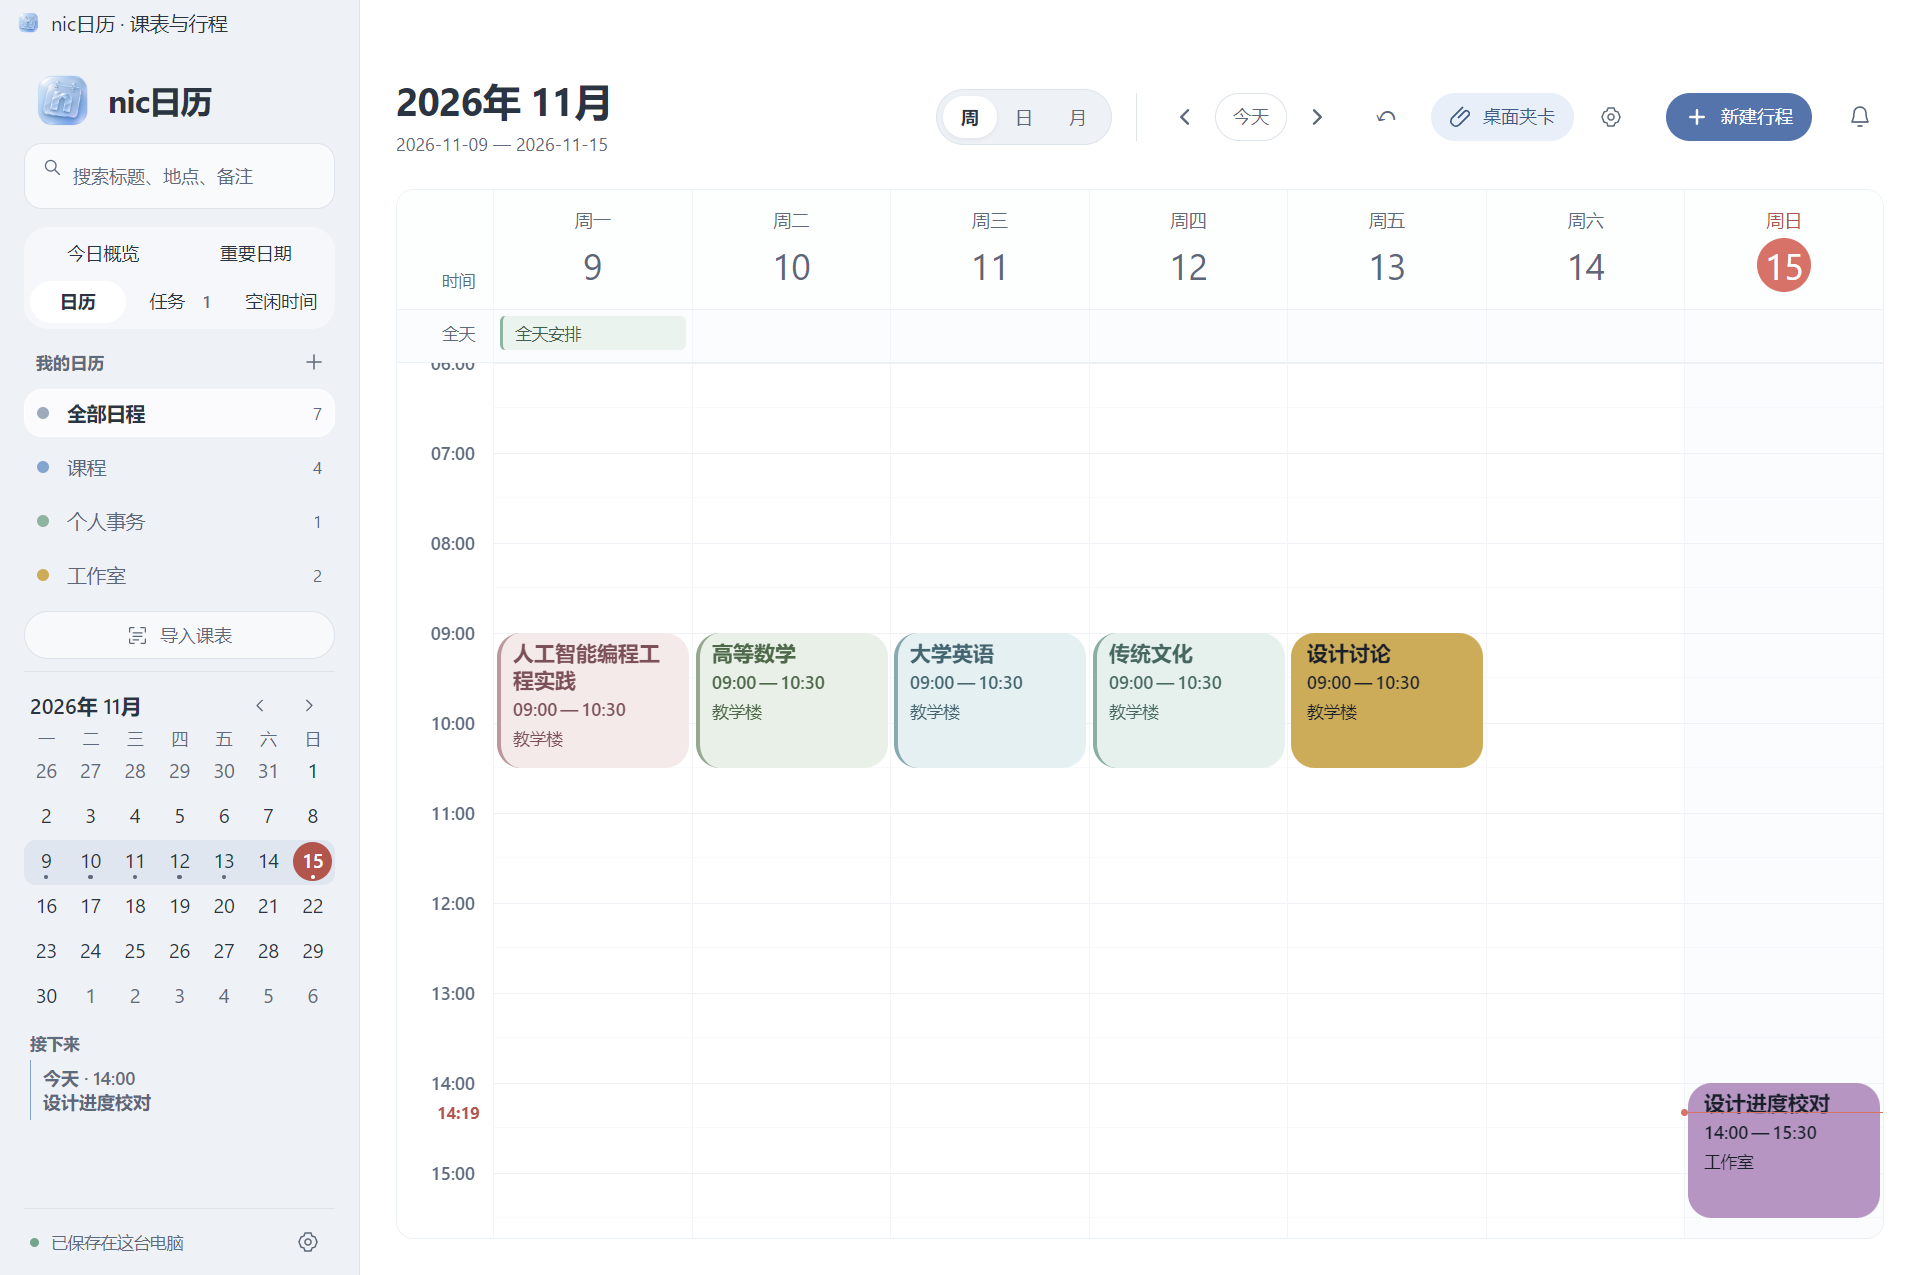 nic日历 · 课表与行程
nic日历
搜索标题、地点、备注
今日概览 重要日期
日历 任务 1 空闲时间
我的日历
全部日程 7
课程 4
个人事务 1
工作室 2
导入课表
2026年 11月
一 二 三 四 五 六 日
26 27 28 29 30 31 1
2 3 4 5 6 7 8
9 10 11 12 13 14 15
16 17 18 19 20 21 22
23 24 25 26 27 28 29
30 1 2 3 4 5 6
接下来
今天 · 14:00
设计进度校对
已保存在这台电脑
2026年 11月
2026-11-09 — 2026-11-15
周 日 月
今天
桌面夹卡
新建行程
时间
周一 周二 周三 周四 周五 周六 周日
9 10 11 12 13 14 15
全天 全天安排
06:00
07:00
08:00
09:00
10:00
11:00
12:00
13:00
14:00
14:19
15:00
人工智能编程工
程实践
09:00 — 10:30
教学楼
高等数学
09:00 — 10:30
教学楼
大学英语
09:00 — 10:30
教学楼
传统文化
09:00 — 10:30
教学楼
设计讨论
09:00 — 10:30
教学楼
设计进度校对
14:00 — 15:30
工作室